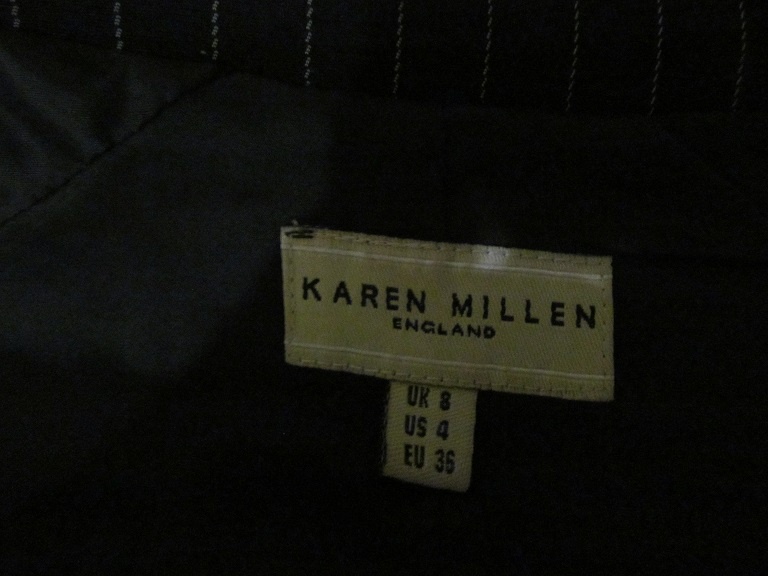 KAREN MILLEN
ENGLAND
UK 8
US 4
EU 36